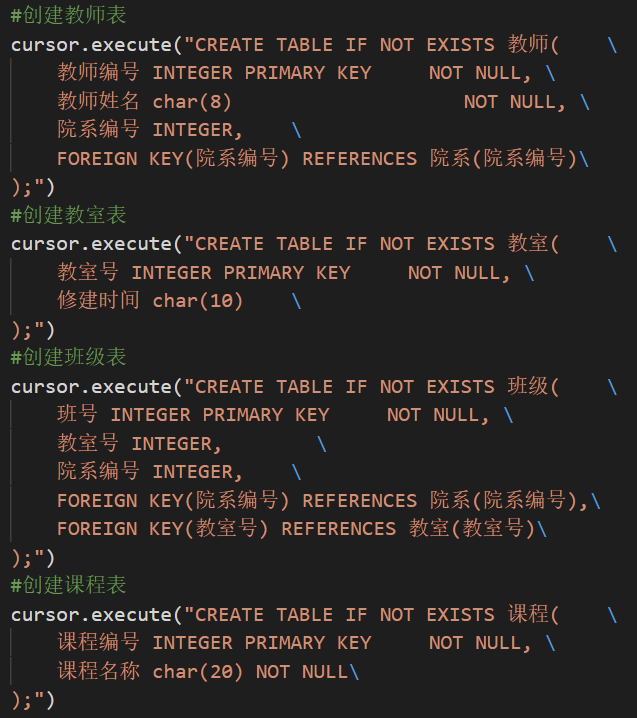 #创建教师表
cursor.execute("CREATE TABLE IF NOT EXISTS 教师(    \
    教师编号 INTEGER PRIMARY KEY     NOT NULL, \
    教师姓名 char(8)                      NOT NULL, \
    院系编号 INTEGER,     \
    FOREIGN KEY(院系编号) REFERENCES 院系(院系编号)\
);")
#创建教室表
cursor.execute("CREATE TABLE IF NOT EXISTS 教室(    \
    教室号 INTEGER PRIMARY KEY     NOT NULL, \
    修建时间 char(10)     \
);")
#创建班级表
cursor.execute("CREATE TABLE IF NOT EXISTS 班级(    \
    班号 INTEGER PRIMARY KEY     NOT NULL, \
    教室号 INTEGER,         \
    院系编号 INTEGER,     \
    FOREIGN KEY(院系编号) REFERENCES 院系(院系编号),\
    FOREIGN KEY(教室号) REFERENCES 教室(教室号)\
);")
#创建课程表
cursor.execute("CREATE TABLE IF NOT EXISTS 课程(    \
    课程编号 INTEGER PRIMARY KEY     NOT NULL, \
    课程名称 char(20) NOT NULL\
);")